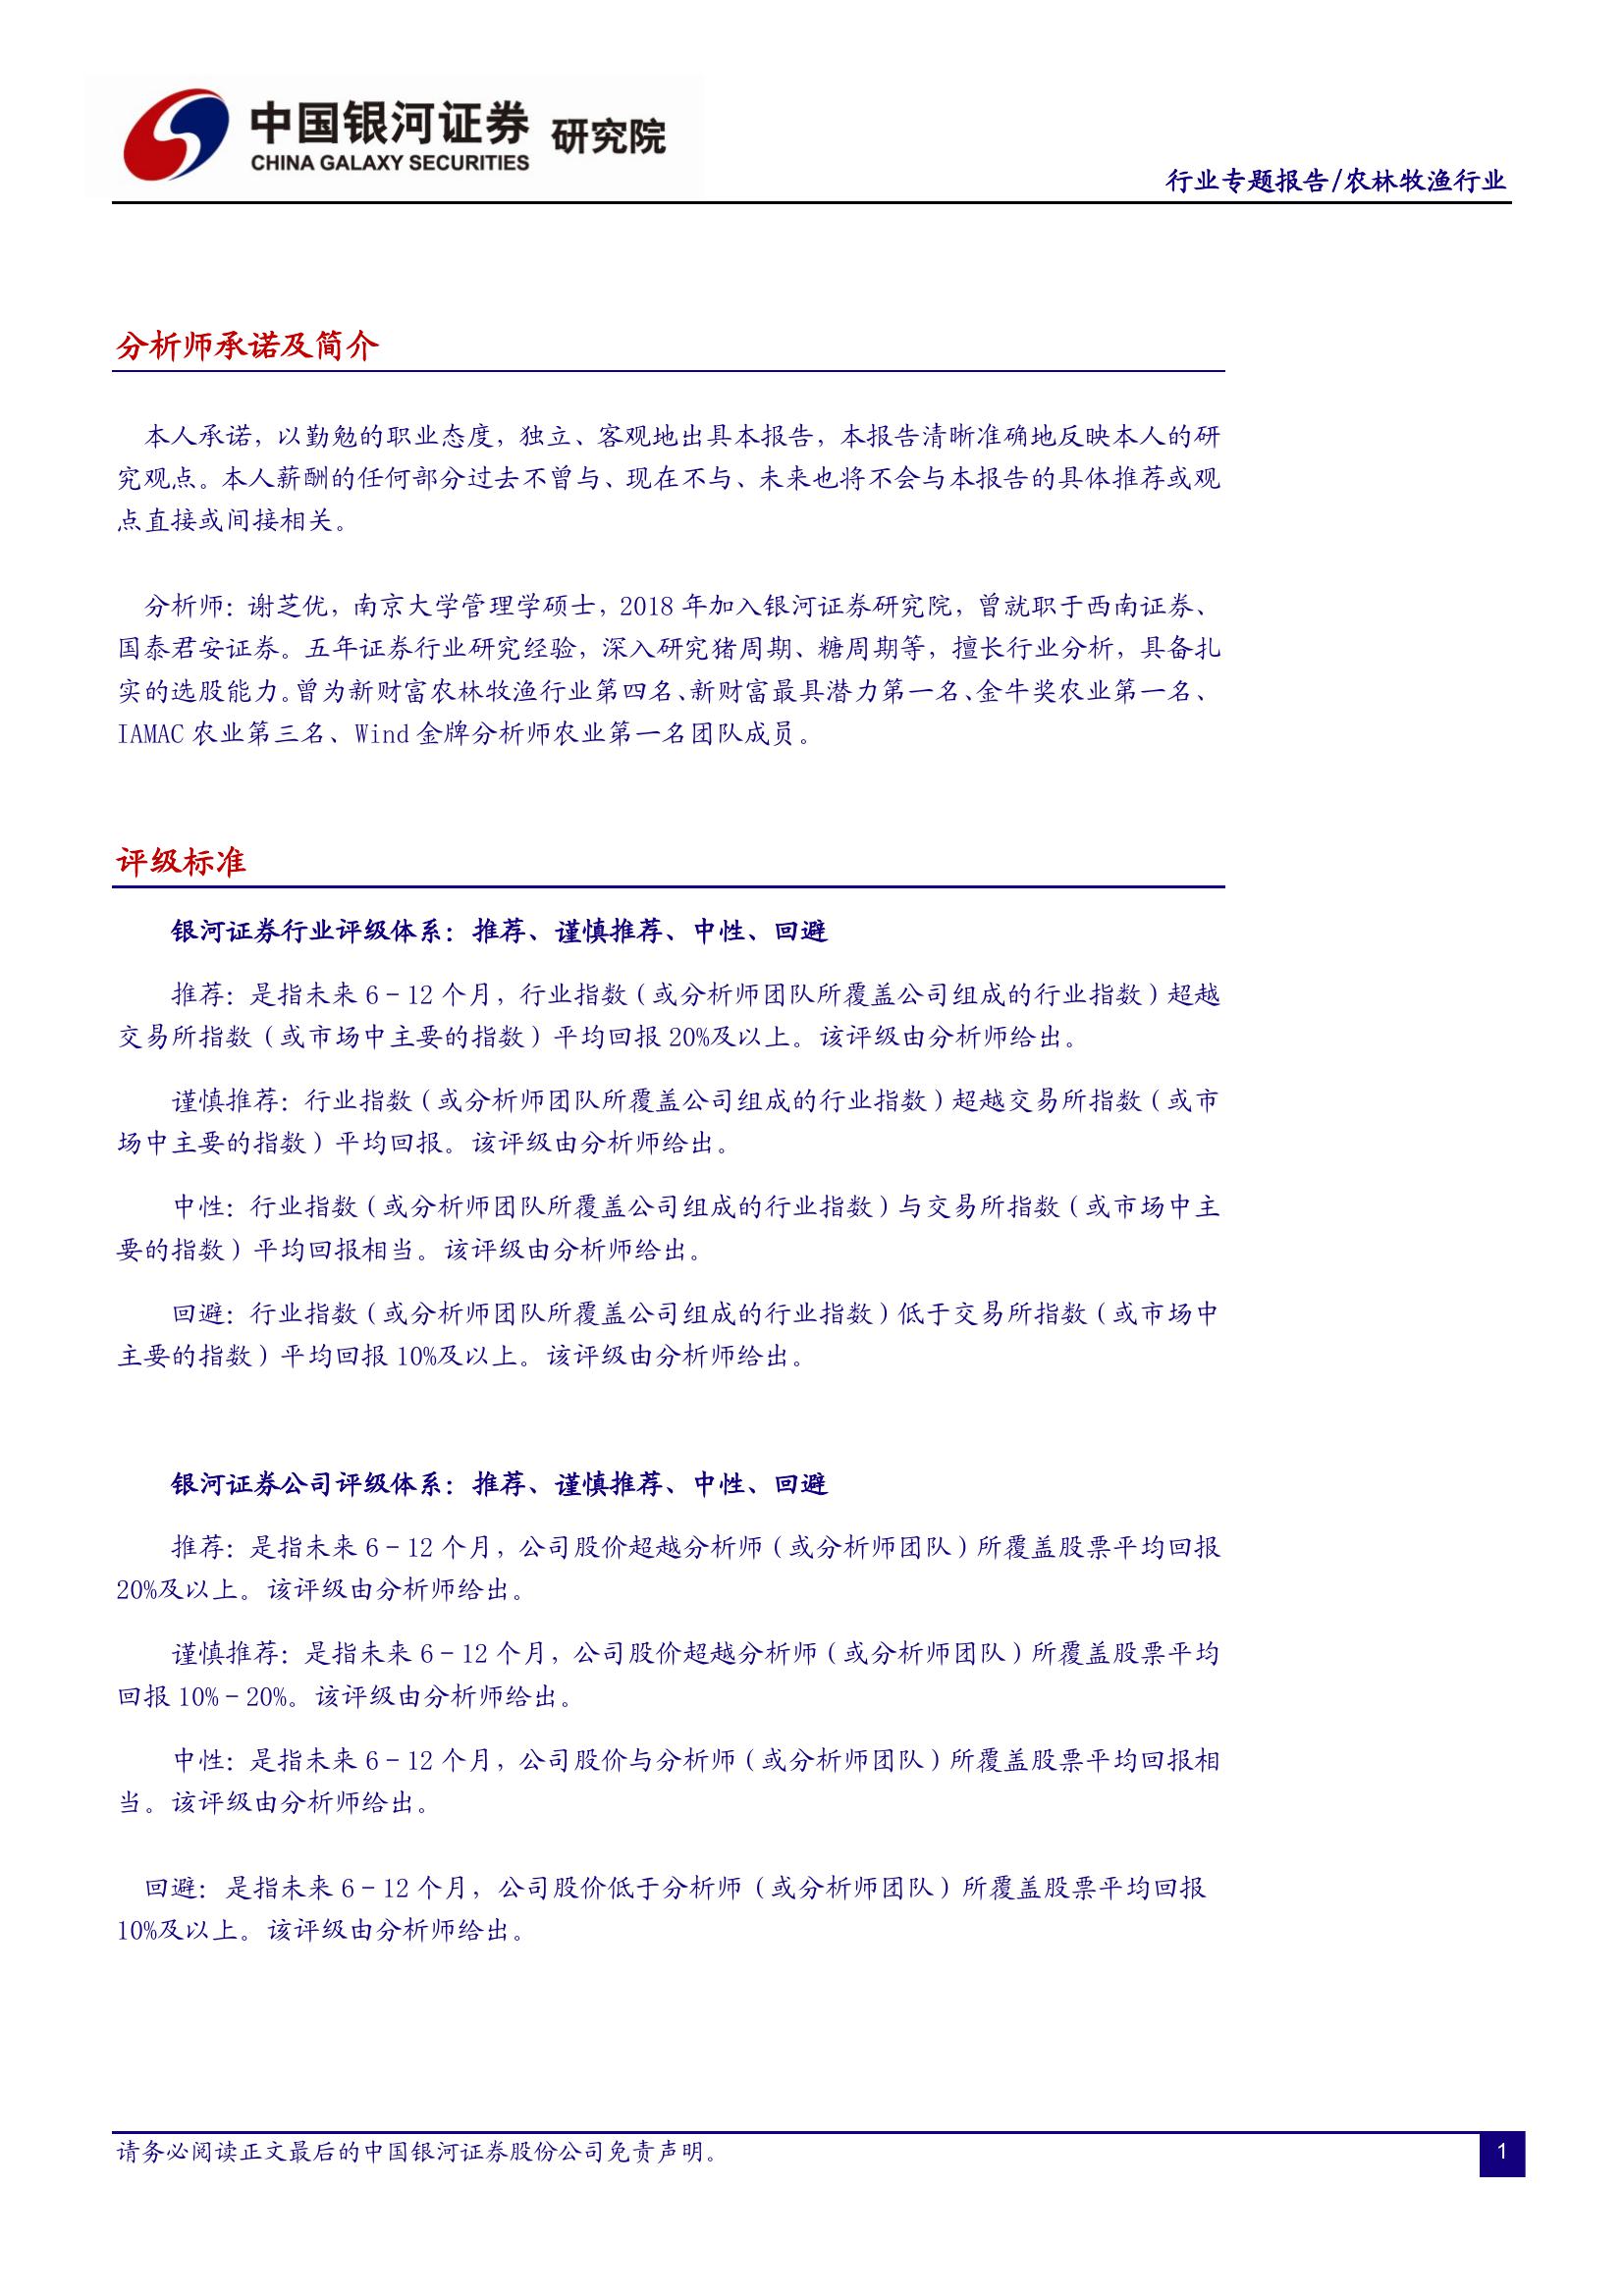 中国银河证券 研究院
CHINA GALAXY SECURITIES
行业专题报告/农林牧渔行业
分析师承诺及简介
本人承诺，以勤勉的职业态度，独立、客观地出具本报告，本报告清晰准确地反映本人的研
究观点。本人薪酬的任何部分过去不曾与、现在不与、未来也将不会与本报告的具体推荐或观
点直接或间接相关。
分析师：谢芝优，南京大学管理学硕士，2018 年加入银河证券研究院，曾就职于西南证券、
国泰君安证券。五年证券行业研究经验，深入研究猪周期、糖周期等，擅长行业分析，具备扎
实的选股能力。曾为新财富农林牧渔行业第四名、新财富最具潜力第一名、金牛奖农业第一名、
IAMAC 农业第三名、Wind 金牌分析师农业第一名团队成员。
评级标准
银河证券行业评级体系：推荐、谨慎推荐、中性、回避
推荐：是指未来 6－12 个月，行业指数（或分析师团队所覆盖公司组成的行业指数）超越
交易所指数（或市场中主要的指数）平均回报 20%及以上。该评级由分析师给出。
谨慎推荐：行业指数（或分析师团队所覆盖公司组成的行业指数）超越交易所指数（或市
场中主要的指数）平均回报。该评级由分析师给出。
中性：行业指数（或分析师团队所覆盖公司组成的行业指数）与交易所指数（或市场中主
要的指数）平均回报相当。该评级由分析师给出。
回避：行业指数（或分析师团队所覆盖公司组成的行业指数）低于交易所指数（或市场中
主要的指数）平均回报 10%及以上。该评级由分析师给出。
银河证券公司评级体系：推荐、谨慎推荐、中性、回避
推荐：是指未来 6－12 个月，公司股价超越分析师（或分析师团队）所覆盖股票平均回报
20%及以上。该评级由分析师给出。
谨慎推荐：是指未来 6－12 个月，公司股价超越分析师（或分析师团队）所覆盖股票平均
回报 10%－20%。该评级由分析师给出。
中性：是指未来 6－12 个月，公司股价与分析师（或分析师团队）所覆盖股票平均回报相
当。该评级由分析师给出。
回避：是指未来 6－12 个月，公司股价低于分析师（或分析师团队）所覆盖股票平均回报
10%及以上。该评级由分析师给出。
请务必阅读正文最后的中国银河证券股份公司免责声明。
1